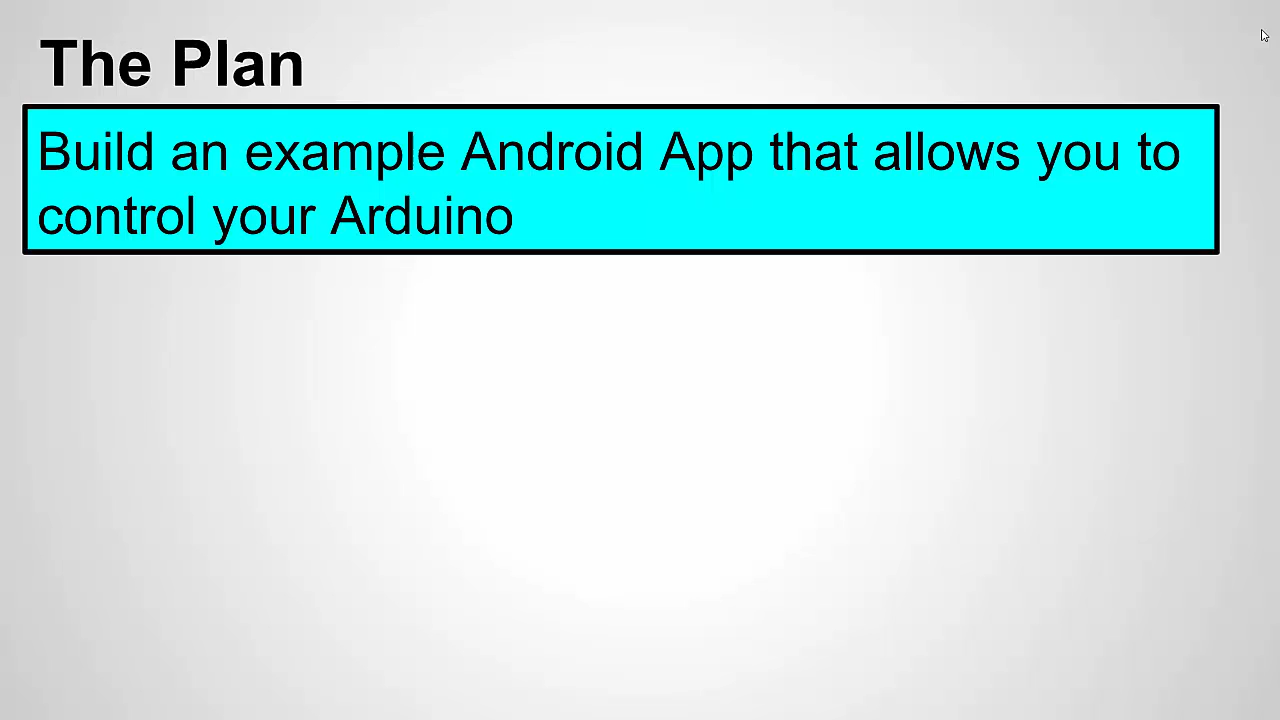 The Plan
Build an example Android App that allows you to
control your Arduino